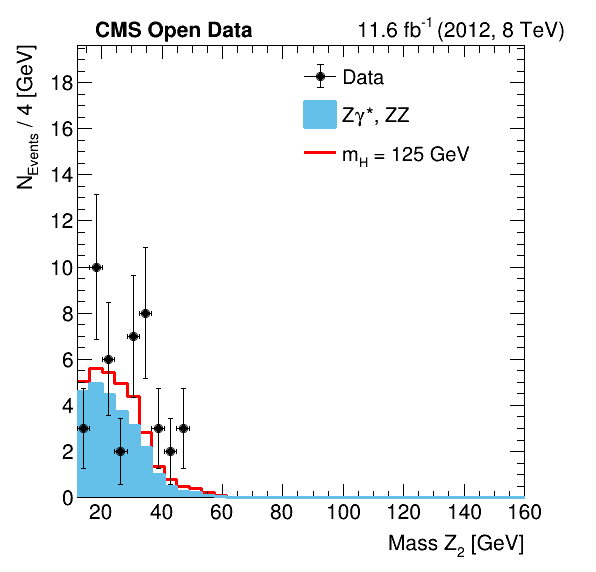 CMS Open Data 11.6 fb⁻¹ (2012, 8 TeV)
N_Events / 4 [GeV]
Data
Zγ*, ZZ
m_H = 125 GeV
18
16
14
12
10
8
6
4
2
0
20 40 60 80 100 120 140 160
Mass Z₂ [GeV]